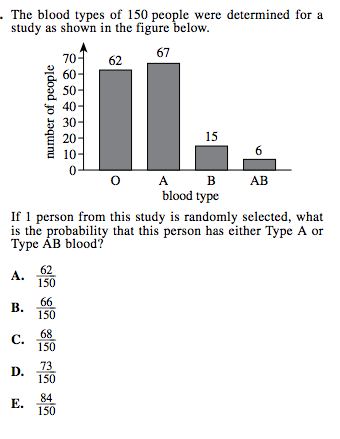 . The blood types of 150 people were determined for a
study as shown in the figure below.
number of people
70
60
50
40
30
20
10
0
62
67
15
6
O A B AB
blood type
If 1 person from this study is randomly selected, what
is the probability that this person has either Type A or
Type AB blood?
A. 62/150
B. 66/150
C. 68/150
D. 73/150
E. 84/150